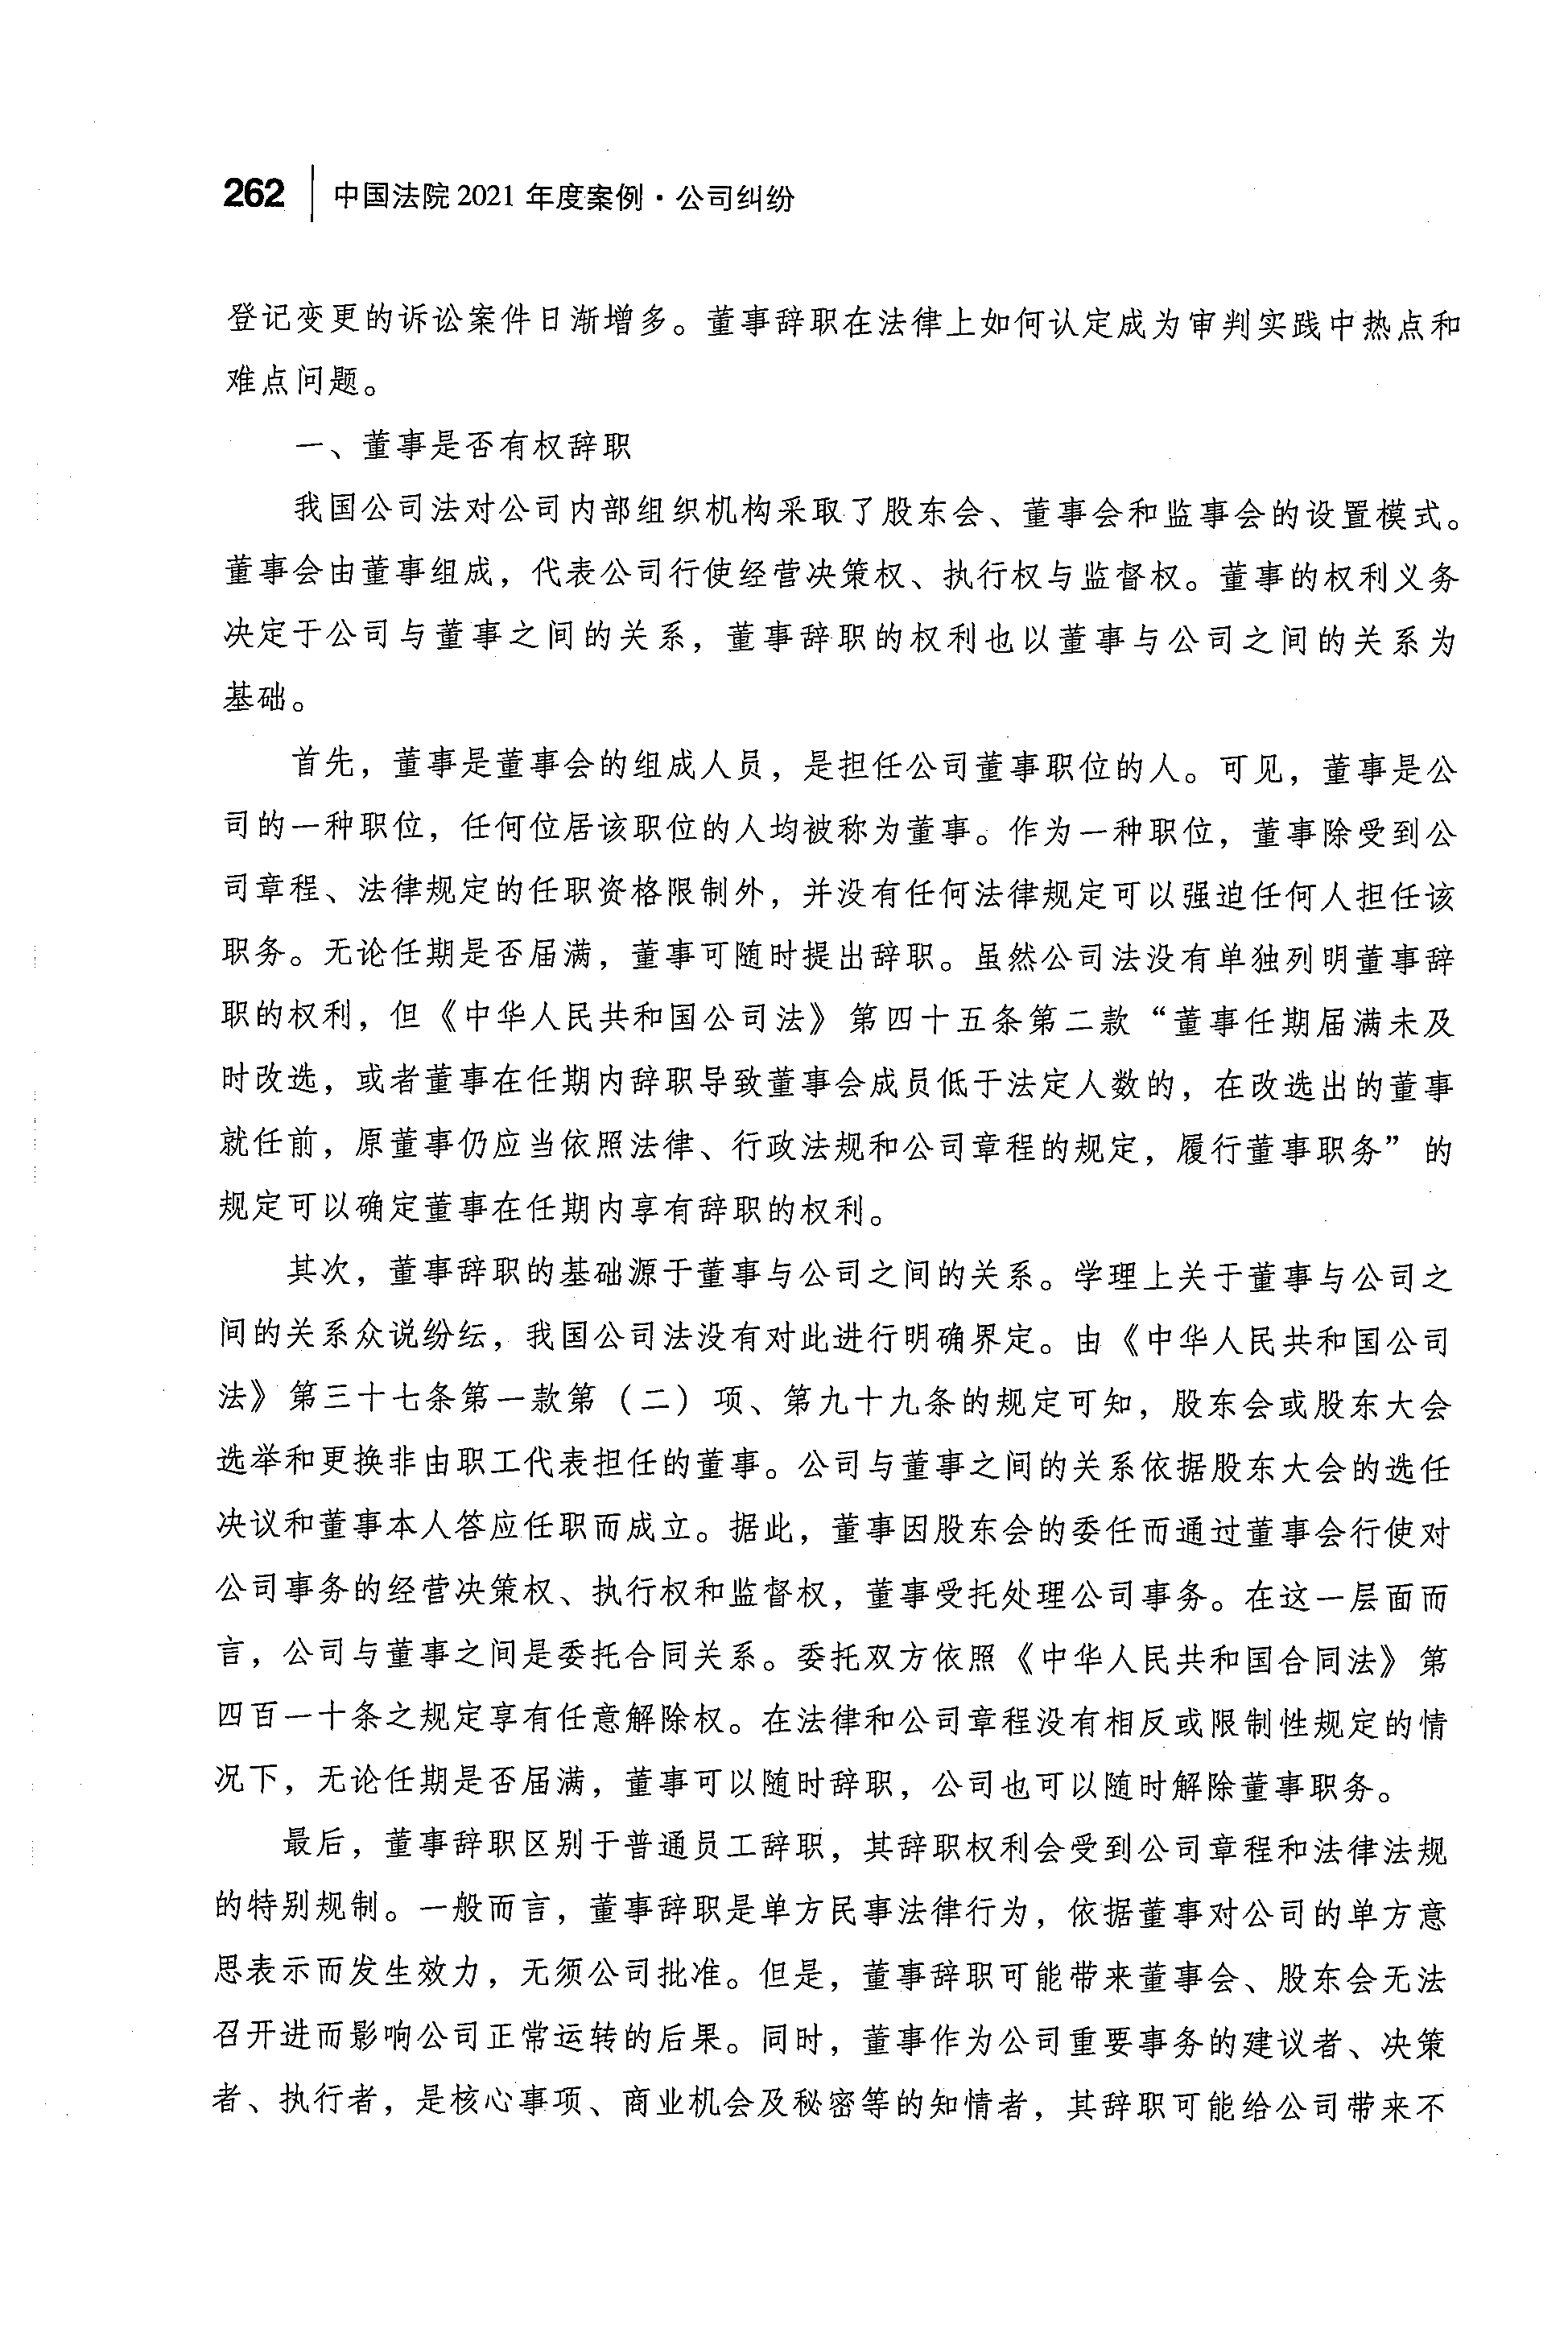 262 | 中国法院2021年度案例·公司纠纷
登记变更的诉讼案件日渐增多。董事辞职在法律上如何认定成为审判实践中热点和
难点问题。
一、董事是否有权辞职
我国公司法对公司内部组织机构采取了股东会、董事会和监事会的设置模式。
董事会由董事组成，代表公司行使经营决策权、执行权与监督权。董事的权利义务
决定于公司与董事之间的关系，董事辞职的权利也以董事与公司之间的关系为
基础。
首先，董事是董事会的组成人员，是担任公司董事职位的人。可见，董事是公
司的一种职位，任何位居该职位的人均被称为董事。作为一种职位，董事除受到公
司章程、法律规定的任职资格限制外，并没有任何法律规定可以强迫任何人担任该
职务。无论任期是否届满，董事可随时提出辞职。虽然公司法没有单独列明董事辞
职的权利，但《中华人民共和国公司法》第四十五条第二款“董事任期届满未及
时改选，或者董事在任期内辞职导致董事会成员低于法定人数的，在改选出的董事
就任前，原董事仍应当依照法律、行政法规和公司章程的规定，履行董事职务”的
规定可以确定董事在任期内享有辞职的权利。
其次，董事辞职的基础源于董事与公司之间的关系。学理上关于董事与公司之
间的关系众说纷纭，我国公司法没有对此进行明确界定。由《中华人民共和国公司
法》第三十七条第一款第（二）项、第九十九条的规定可知，股东会或股东大会
选举和更换非由职工代表担任的董事。公司与董事之间的关系依据股东大会的选任
决议和董事本人答应任职而成立。据此，董事因股东会的委任而通过董事会行使对
公司事务的经营决策权、执行权和监督权，董事受托处理公司事务。在这一层面而
言，公司与董事之间是委托合同关系。委托双方依照《中华人民共和国合同法》第
四百一十条之规定享有任意解除权。在法律和公司章程没有相反或限制性规定的情
况下，无论任期是否届满，董事可以随时辞职，公司也可以随时解除董事职务。
最后，董事辞职区别于普通员工辞职，其辞职权利会受到公司章程和法律法规
的特别规制。一般而言，董事辞职是单方民事法律行为，依据董事对公司的单方意
思表示而发生效力，无须公司批准。但是，董事辞职可能带来董事会、股东会无法
召开进而影响公司正常运转的后果。同时，董事作为公司重要事务的建议者、决策
者、执行者，是核心事项、商业机会及秘密等的知情者，其辞职可能给公司带来不